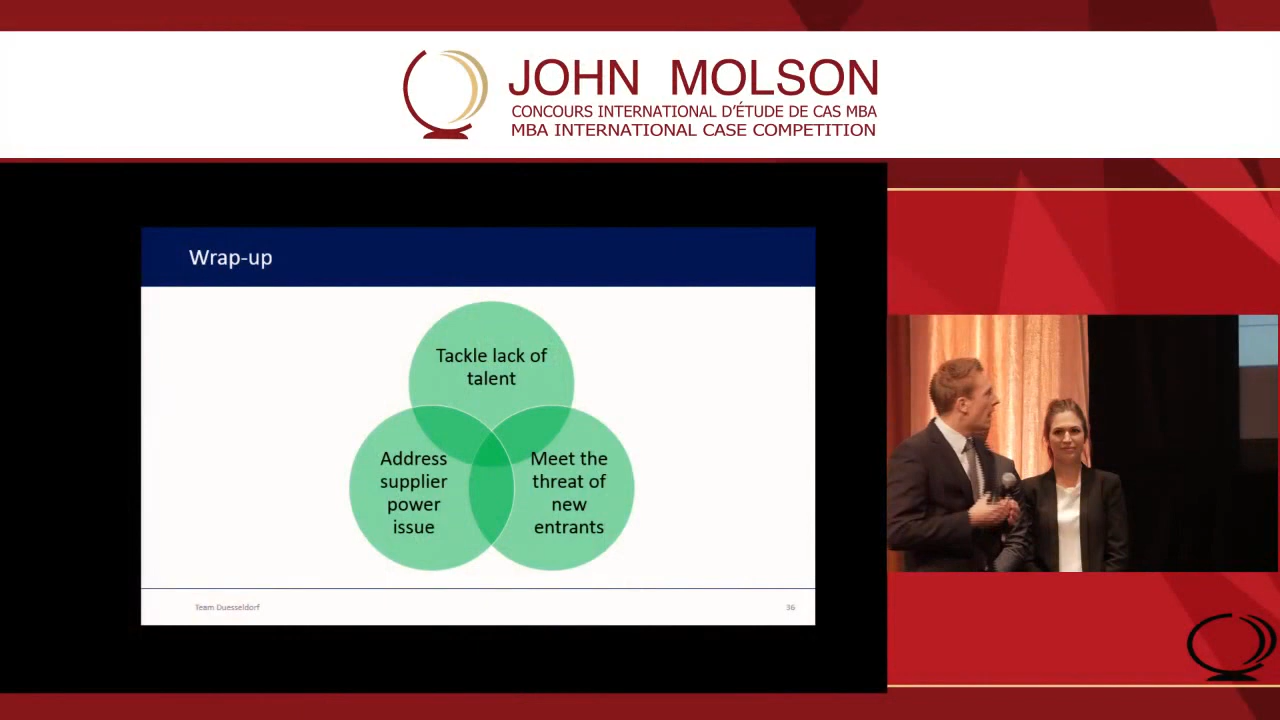 JOHN MOLSON
CONCOURS INTERNATIONAL D'ÉTUDE DE CAS MBA
MBA INTERNATIONAL CASE COMPETITION
Wrap-up
Tackle lack of
talent
Address
supplier
power
issue
Meet the
threat of
new
entrants
Team Duesseldorf
36